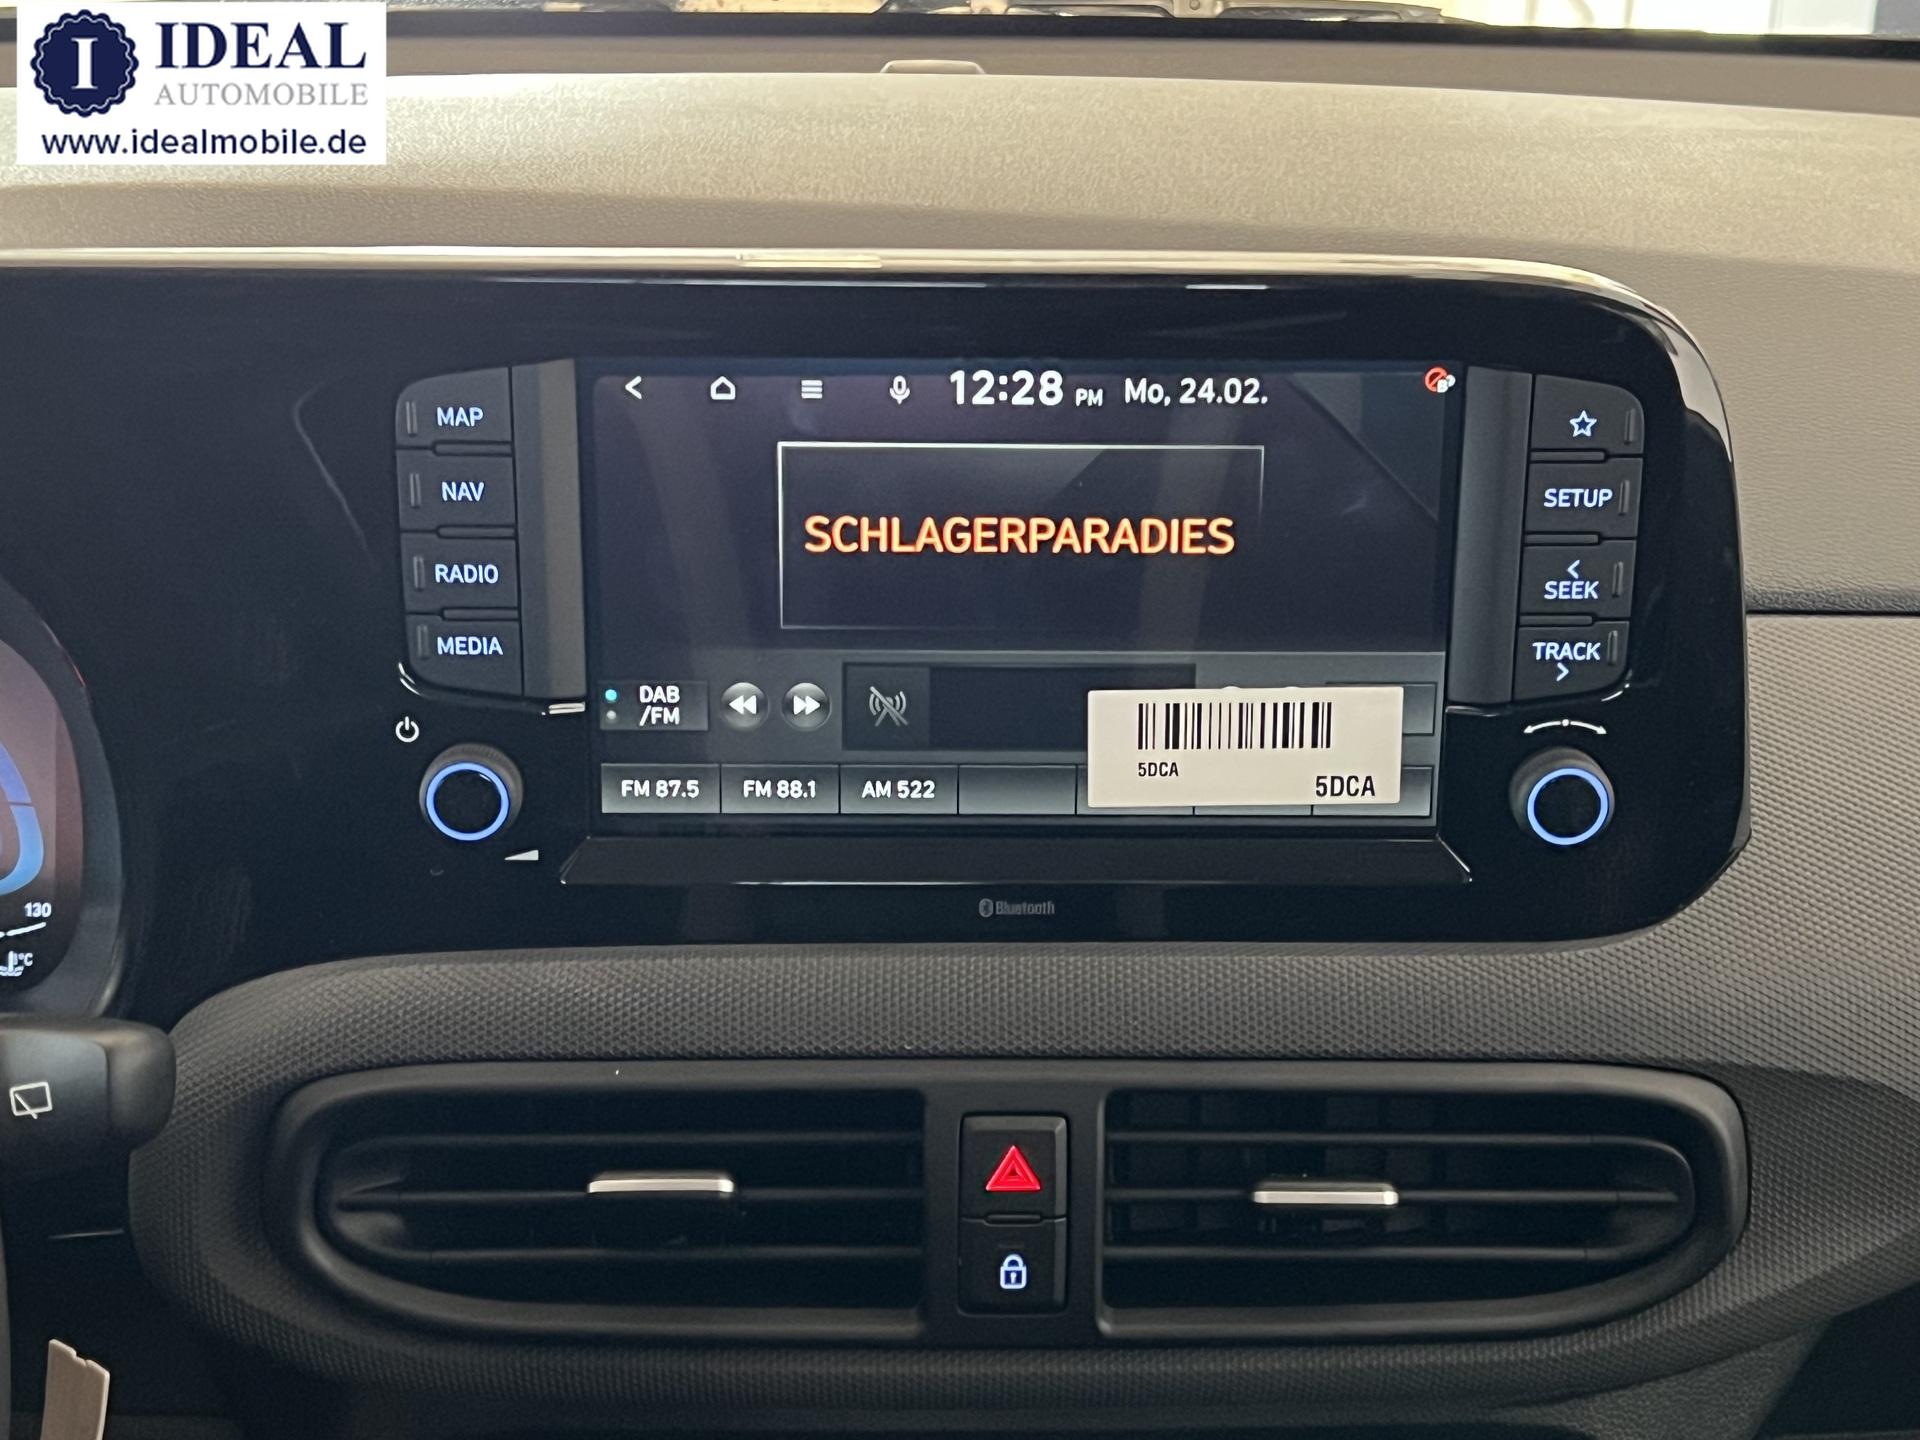 I IDEAL
AUTOMOBILE
www.idealmobile.de
12:28 PM Mo, 24.02.
MAP
NAV
RADIO
MEDIA
SCHLAGERPARADIES
SETUP
SEEK
TRACK
DAB
/FM
FM 87.5
FM 88.1
AM 522
5DCA
5DCA
Bluetooth
130
°C